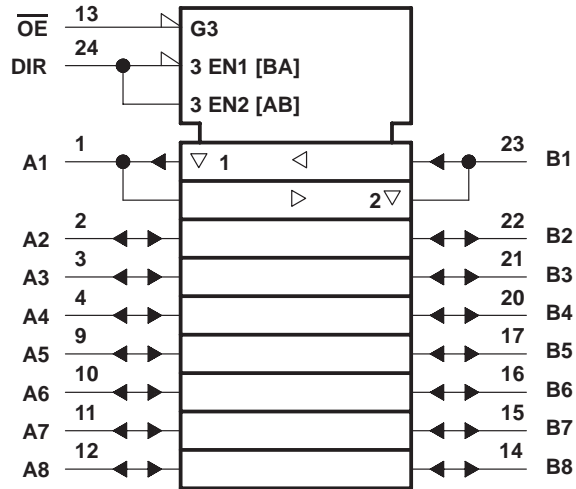 OE 13 G3
DIR 24 3 EN1 [BA]
3 EN2 [AB]
A1 1 1 23 B1
2
A2 2 22 B2
A3 3 21 B3
A4 4 20 B4
A5 9 17 B5
A6 10 16 B6
A7 11 15 B7
A8 12 14 B8